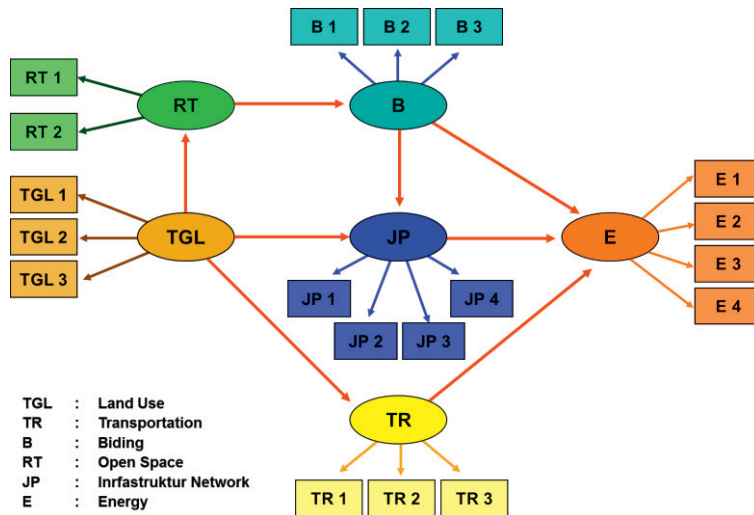 B 1 B 2 B 3
RT 1
RT B
RT 2
E 1
TGL 1
E 2
TGL 2 TGL JP E
E 3
TGL 3
JP 1 JP 4
E 4
JP 2 JP 3
TGL : Land Use
TR : Transportation
TR
B : Biding
RT : Open Space
JP : Inrfastruktur Network
TR 1 TR 2 TR 3
E : Energy